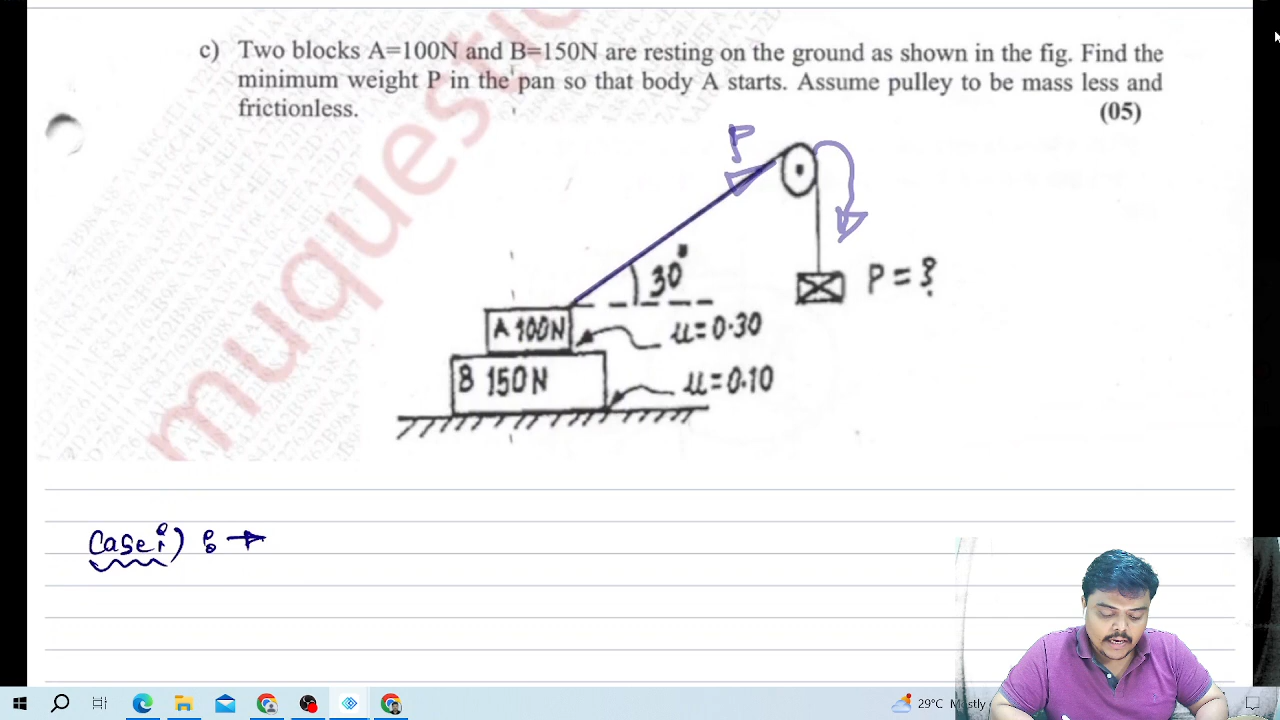 c) Two blocks A=100N and B=150N are resting on the ground as shown in the fig. Find the
minimum weight P in the pan so that body A starts. Assume pulley to be mass less and
frictionless. (05)
P
30°
P = ?
A 100N
μ=0.30
B 150N
μ=0.10
muquestio
Case i) :→
29°C Mostly